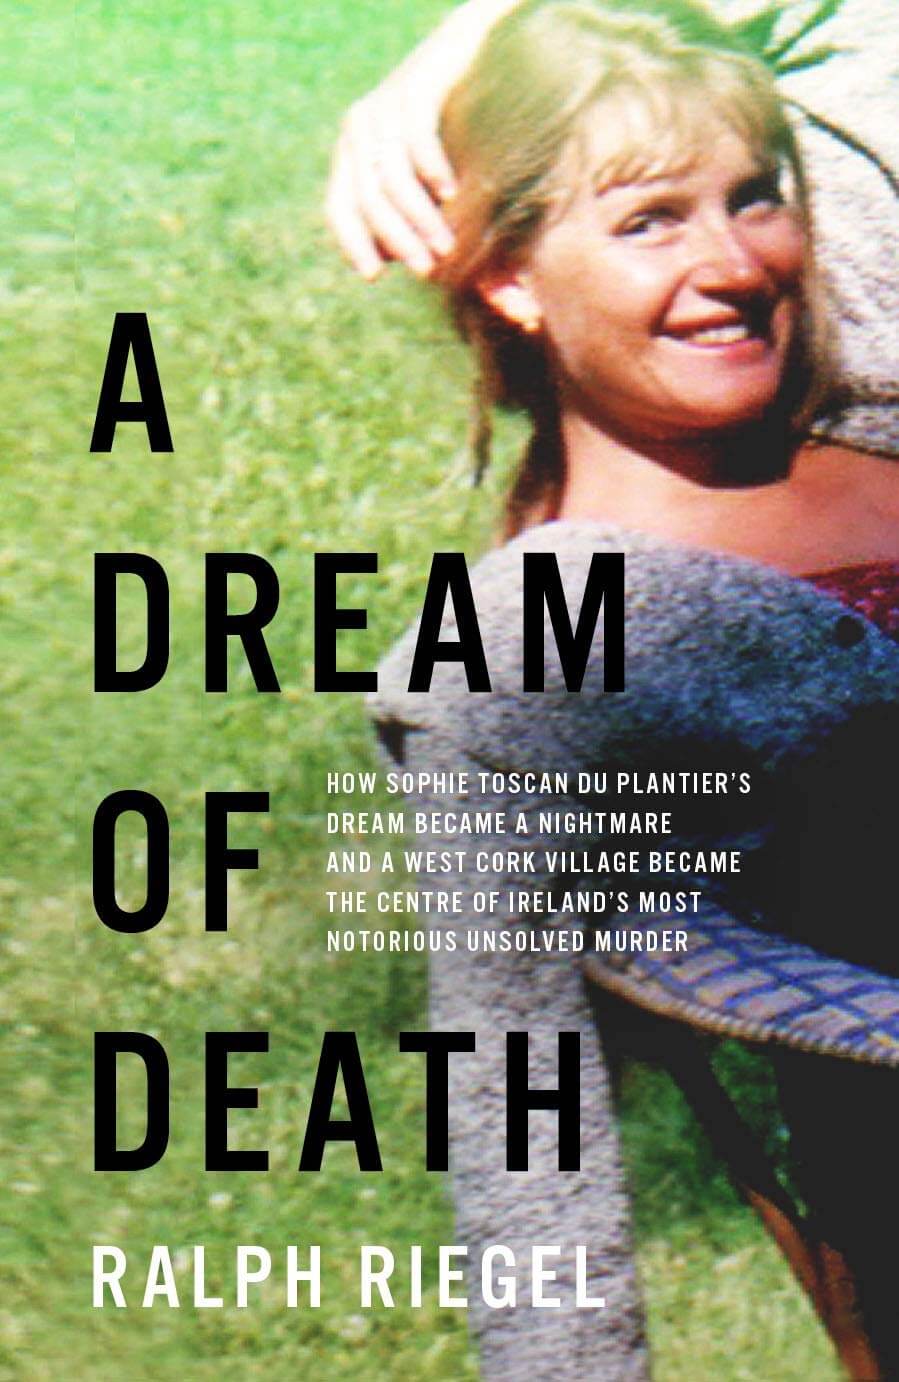 A
DREAM
OF
HOW SOPHIE TOSCAN DU PLANTIER'S
DREAM BECAME A NIGHTMARE
AND A WEST CORK VILLAGE BECAME
THE CENTRE OF IRELAND'S MOST
NOTORIOUS UNSOLVED MURDER
DEATH
RALPH RIEGEL